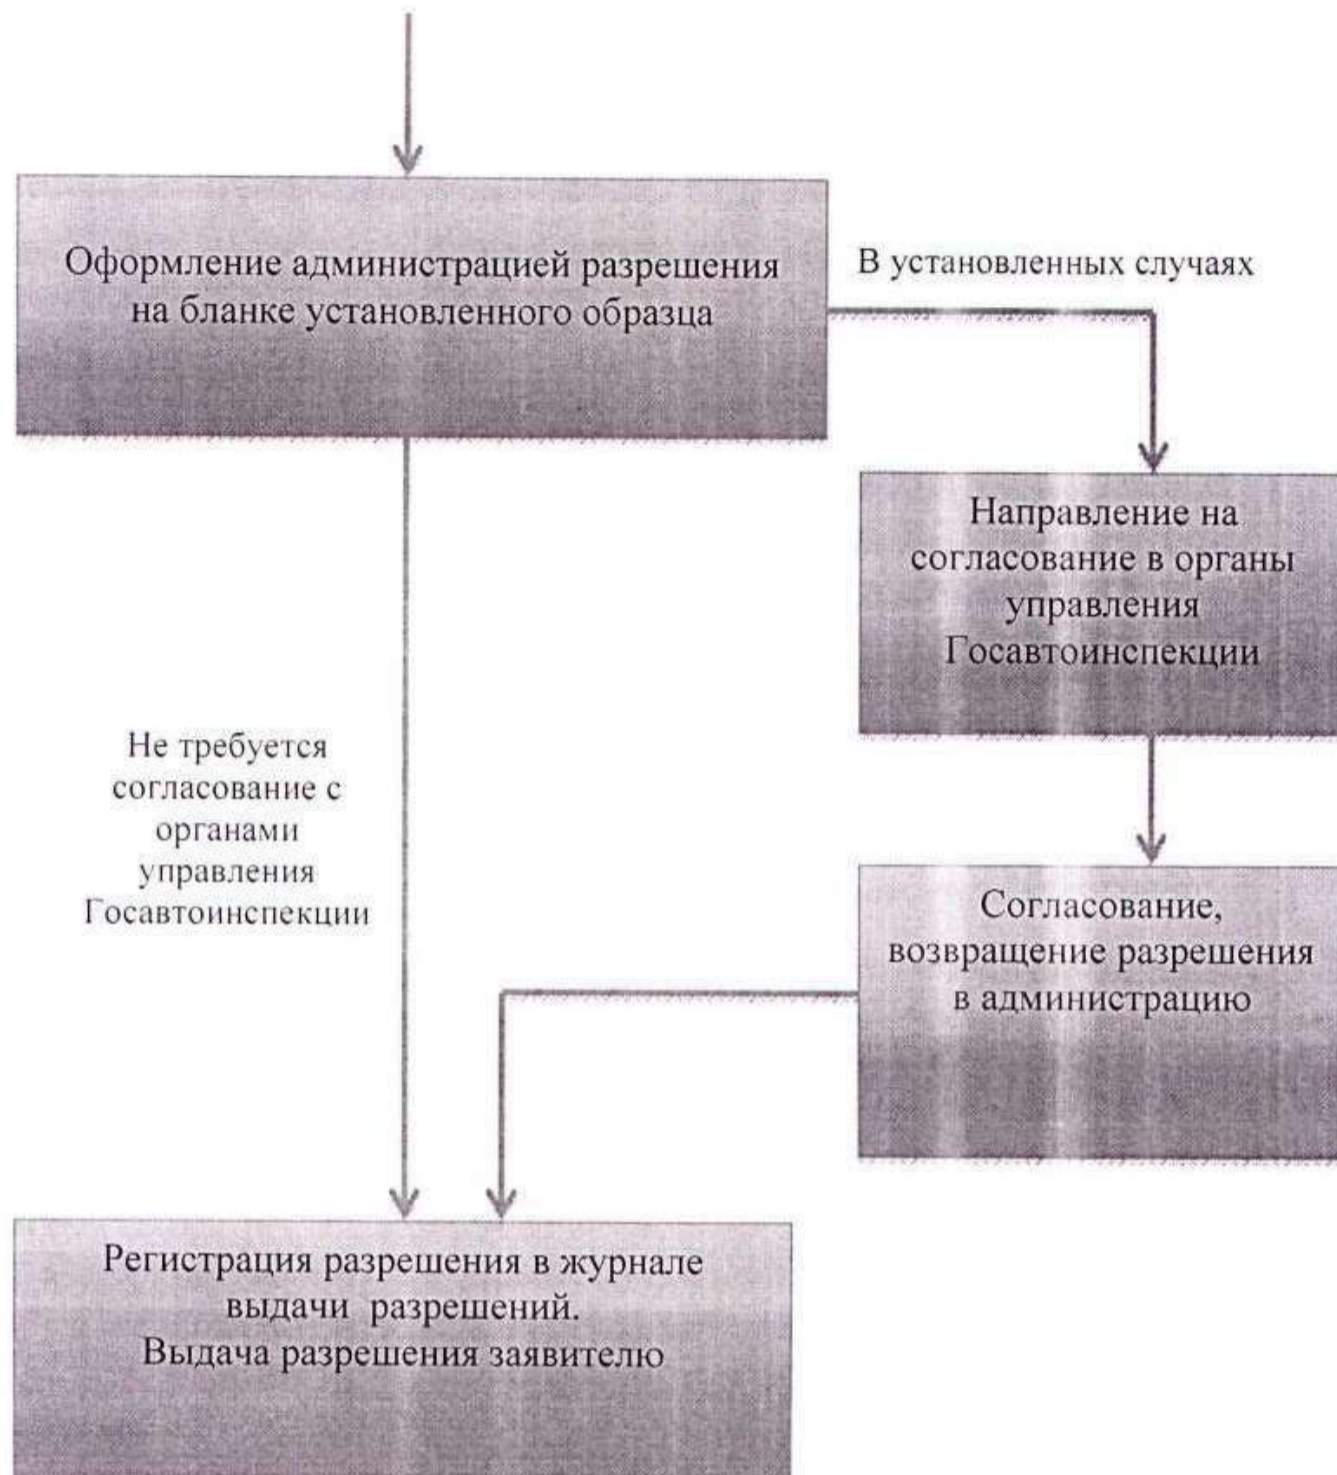 Оформление администрацией разрешения
на бланке установленного образца
В установленных случаях
Направление на
согласование в органы
управления
Госавтоинспекции
Не требуется
согласование с
органами
управления
Госавтоинспекции
Согласование,
возвращение разрешения
в администрацию
Регистрация разрешения в журнале
выдачи разрешений.
Выдача разрешения заявителю